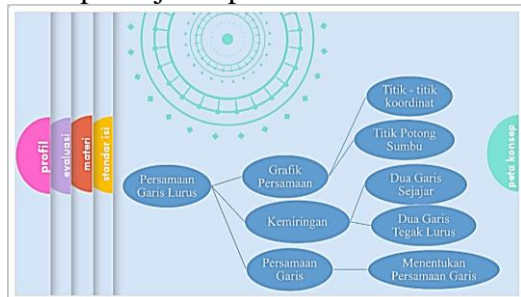 profil
evaluasi
materi
standar isi
Persamaan
Garis Lurus
Grafik
Persamaan
Kemiringan
Persamaan
Garis
Titik - titik
koordinat
Titik Potong
Sumbu
Dua Garis
Sejajar
Dua Garis
Tegak Lurus
Menentukan
Persamaan Garis
peta konsep